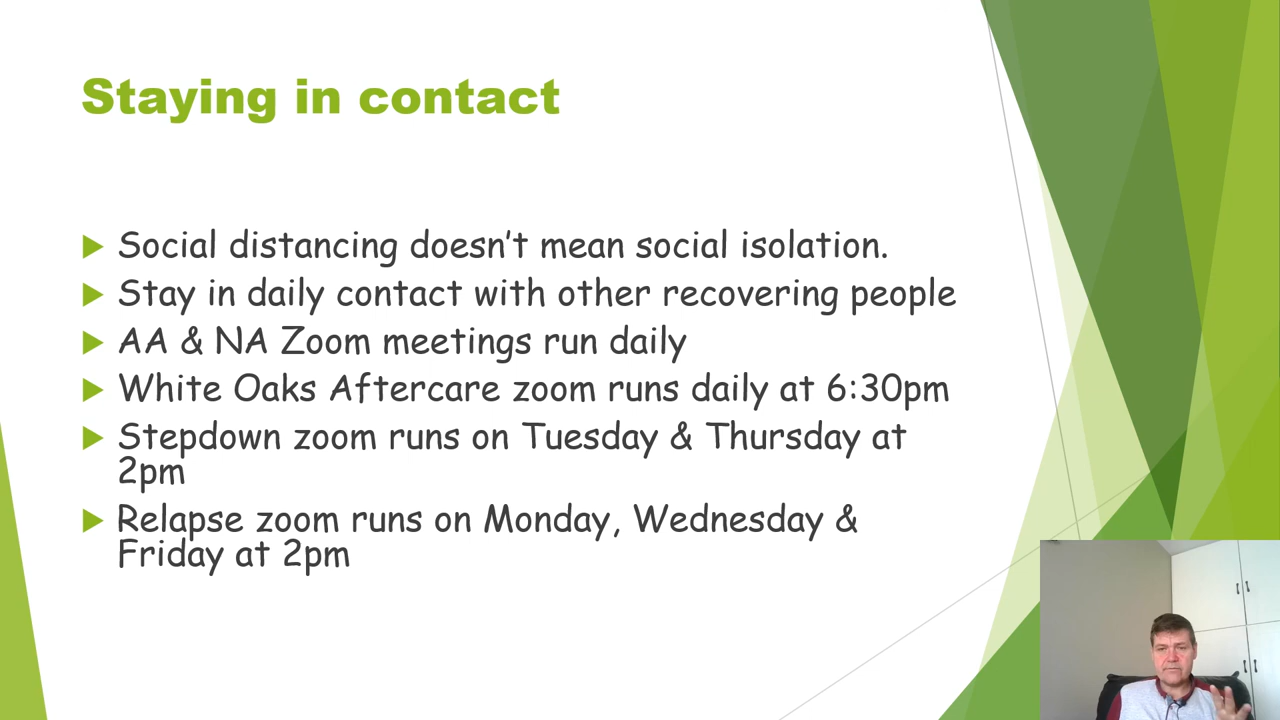 Staying in contact
Social distancing doesn't mean social isolation.
Stay in daily contact with other recovering people
AA & NA Zoom meetings run daily
White Oaks Aftercare zoom runs daily at 6:30pm
Stepdown zoom runs on Tuesday & Thursday at
2pm
Relapse zoom runs on Monday, Wednesday &
Friday at 2pm